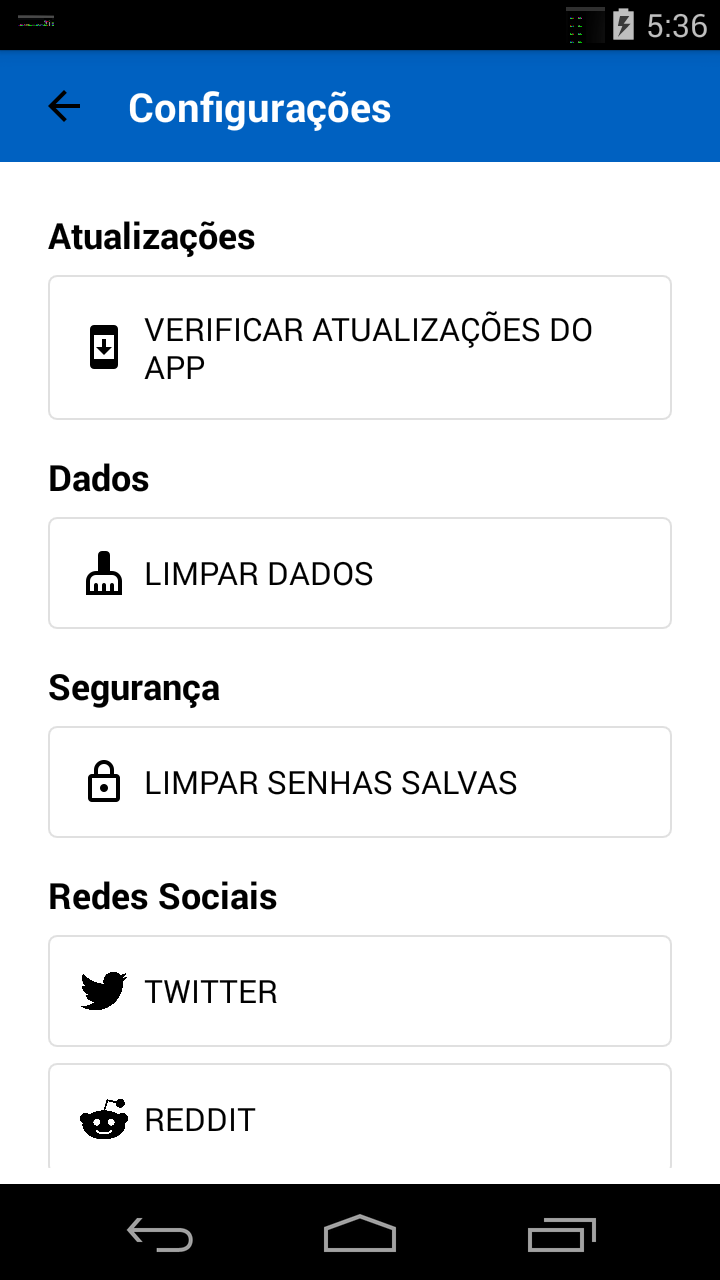 5:36
Configurações
Atualizações
VERIFICAR ATUALIZAÇÕES DO
APP
Dados
LIMPAR DADOS
Segurança
LIMPAR SENHAS SALVAS
Redes Sociais
TWITTER
REDDIT